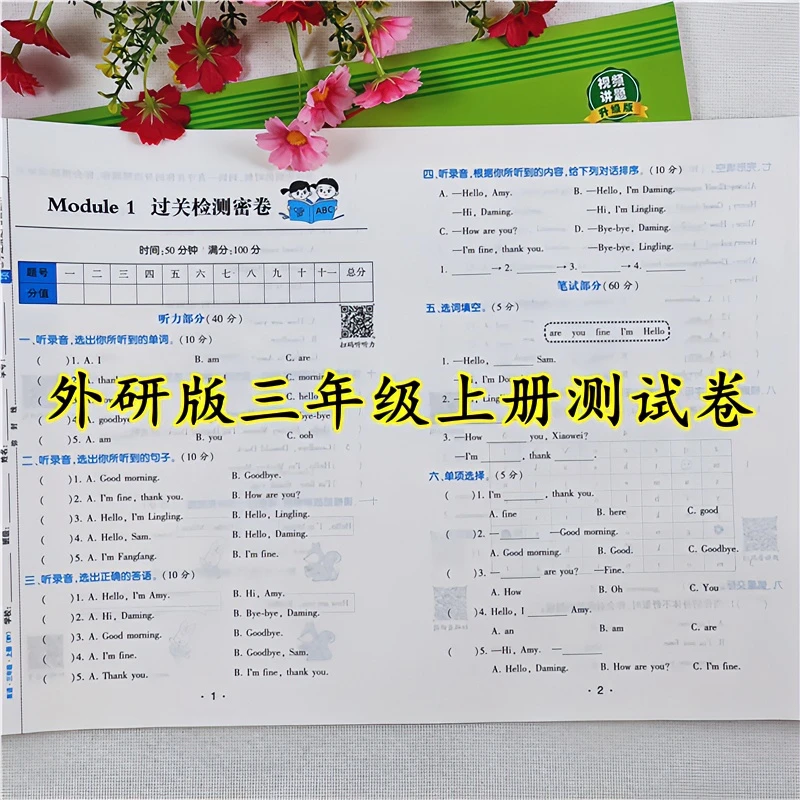 视频
讲题
升级版
Module 1 过关检测密卷
ABC
时间:50分钟 满分:100分
题号 一 二 三 四 五 六 七 八 九 十 十一 总分
分值
听力部分(40分)
扫码听听力
一、听录音,选出你所听到的单词。(10分)
( )1. A. I B. am C. are
外研版三年级上册测试卷
( )5. A. am B. you C. ooh
二、听录音,选出你所听到的句子。(10分)
( )1. A. Good morning. B. Goodbye.
( )2. A. I'm fine, thank you. B. How are you?
( )3. A. Hello, I'm Lingling. B. Hello, Lingling.
( )4. A. Hello, Sam. B. Hello, Daming.
( )5. A. I'm Fangfang. B. I'm fine.
三、听录音,选出正确的答语。(10分)
( )1. A. Hello, I'm Amy. B. Hi, Amy.
( )2. A. Hi, Daming. B. Bye-bye, Daming.
( )3. A. Good morning. B. Goodbye.
( )4. A. I'm fine. B. Goodbye, Sam.
( )5. A. Thank you. B. I'm fine, thank you.
· 1 ·
四、听录音,根据你所听到的内容,给下列对话排序。(10分)
A. —Hello, Amy. B. —Hello, I'm Daming.
—Hi, Daming. —Hi, I'm Lingling.
C. —How are you? D. —Bye-bye, Daming.
—I'm fine, thank you. —Bye-bye, Lingling.
1. ______ → 2. ______ → 3. ______ → 4. ______
笔试部分(60分)
五、选词填空。(5分)
are you fine I'm Hello
1. —Hello, ______ Sam.
3. —How ______ you, Xiaowei?
—I'm ______, thank ______.
六、单项选择。(5分)
( )1. I'm ______, thank you.
A. fine B. here C. good
( )2. —______ —Good morning.
A. Good morning. B. Good. C. Goodbye.
( )3. —______ are you? —Fine.
A. How B. Oh C. You
( )4. Hello, I ______ Amy.
A. an B. am C. are
( )5. —Hi, Amy. —______
A. Hello, Daming. B. How are you? C. I'm fine.
· 2 ·
学校:
班级:
姓名: